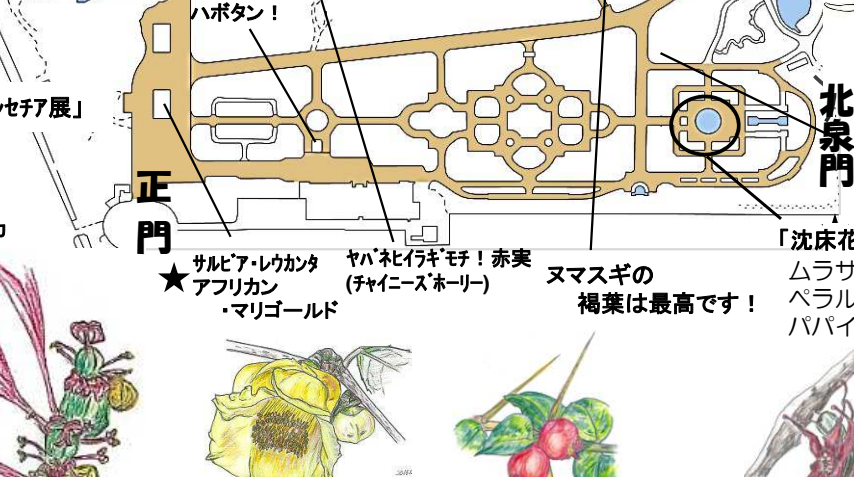 ハボタン！
ンセチア展」
北泉門
正門
★ サルビア・レウカンタ
アフリカン
・マリゴールド
ヤバネヒイラギモチ！赤実
(チャイニーズホーリー)
ヌマスギの
褐葉は最高です！
「沈床花
ムラサ
ペラル
パパイ